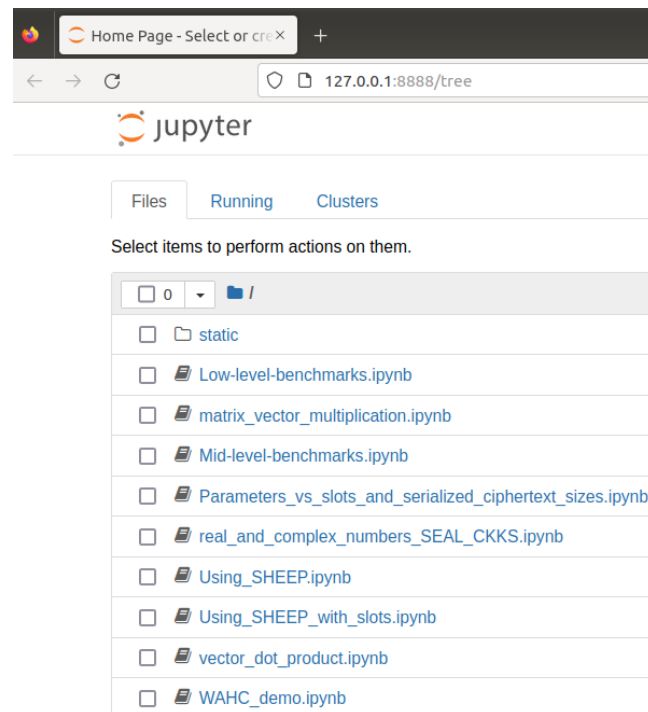 Home Page - Select or cre
127.0.0.1:8888/tree
jupyter
Files Running Clusters
Select items to perform actions on them.
0 /
static
Low-level-benchmarks.ipynb
matrix_vector_multiplication.ipynb
Mid-level-benchmarks.ipynb
Parameters_vs_slots_and_serialized_ciphertext_sizes.ipynb
real_and_complex_numbers_SEAL_CKKS.ipynb
Using_SHEEP.ipynb
Using_SHEEP_with_slots.ipynb
vector_dot_product.ipynb
WAHC_demo.ipynb